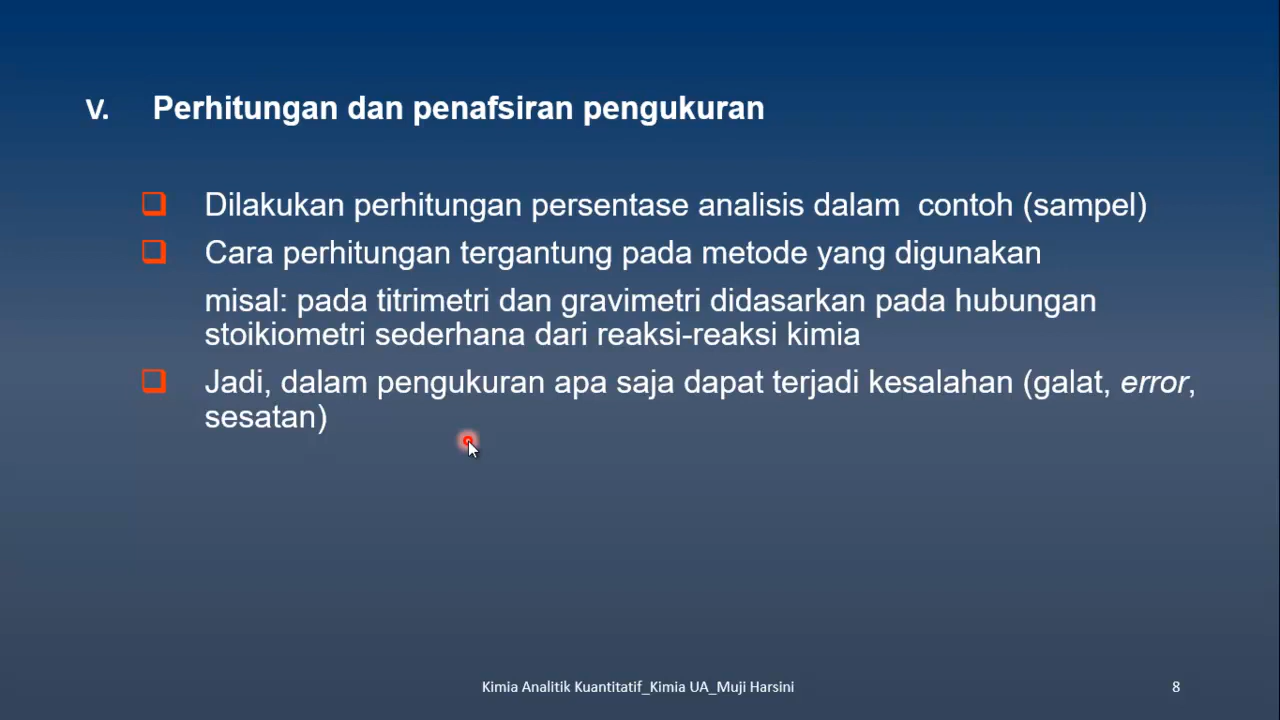 V. Perhitungan dan penafsiran pengukuran
Dilakukan perhitungan persentase analisis dalam contoh (sampel)
Cara perhitungan tergantung pada metode yang digunakan
misal: pada titrimetri dan gravimetri didasarkan pada hubungan
stoikiometri sederhana dari reaksi-reaksi kimia
Jadi, dalam pengukuran apa saja dapat terjadi kesalahan (galat, error,
sesatan)
Kimia Analitik Kuantitatif_Kimia UA_Muji Harsini
8